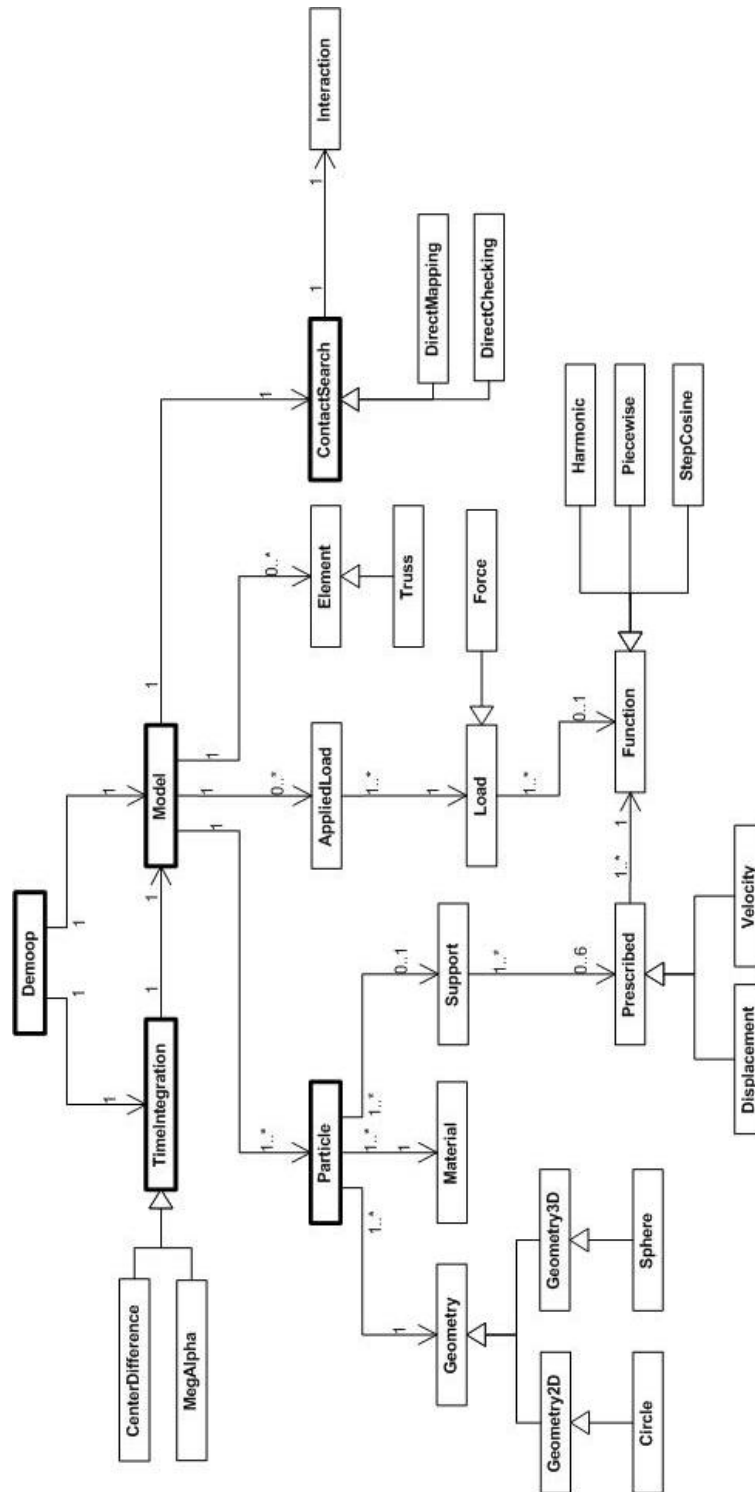 Demoop
1
1
1
1
CenterDifference
MegAlpha
TimeIntegration
1
1
Model
1
1
1
1
1..*
0..*
0..*
1
Particle
AppliedLoad
Element
ContactSearch
1
1
Interaction
1..*
1..*
1..*
1..*
Truss
DirectMapping
DirectChecking
1
1
0..1
1
Geometry
Material
Support
Load
Force
Geometry2D
Geometry3D
1..*
1..*
Circle
Sphere
0..6
0..1
Prescribed
1..*
1
Function
Harmonic
Piecewise
StepCosine
Displacement
Velocity